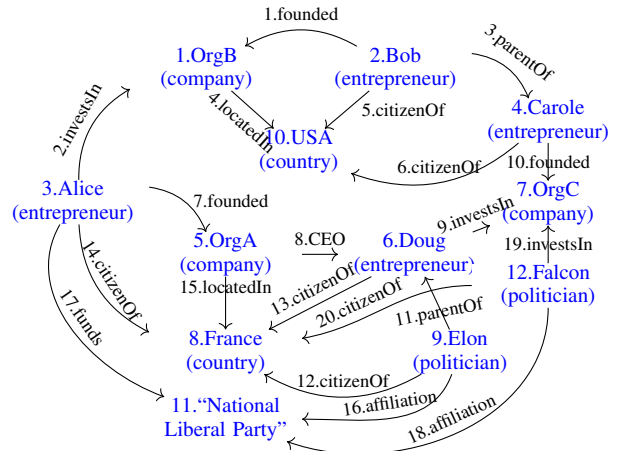 1.founded
1.OrgB
(company)
2.Bob
(entrepreneur)
3.parentOf
2.investsIn
4.locatedIn
5.citizenOf
4.Carole
(entrepreneur)
10.USA
(country)
6.citizenOf
10.founded
3.Alice
(entrepreneur)
7.founded
7.OrgC
(company)
9.investsIn
5.OrgA
(company)
8.CEO
6.Doug
(entrepreneur)
19.investsIn
12.Falcon
(politician)
14.citizenOf
15.locatedIn
13.citizenOf
20.citizenOf
11.parentOf
17.funds
8.France
(country)
9.Elon
(politician)
12.citizenOf
11.“National
Liberal Party”
16.affiliation
18.affiliation